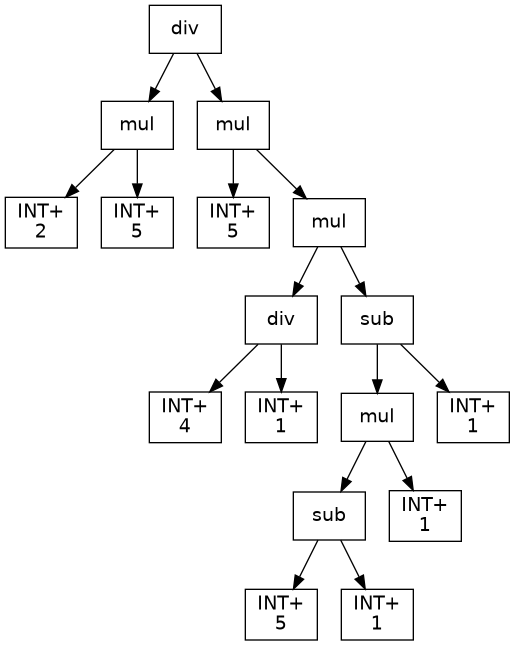 div
mul
mul
INT+
2
INT+
5
INT+
5
mul
div
sub
INT+
4
INT+
1
mul
INT+
1
sub
INT+
1
INT+
5
INT+
1